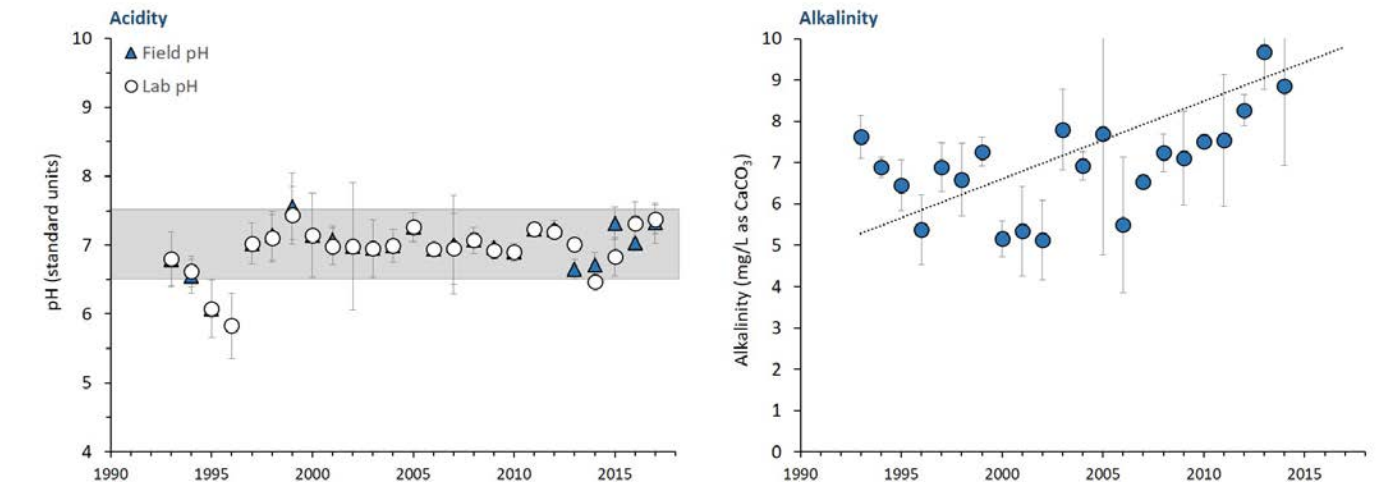 Acidity
Field pH
Lab pH
pH (standard units)
10
9
8
7
6
5
4
1990 1995 2000 2005 2010 2015
Alkalinity
Alkalinity (mg/L as CaCO₃)
10
9
8
7
6
5
4
3
2
1
0
1990 1995 2000 2005 2010 2015